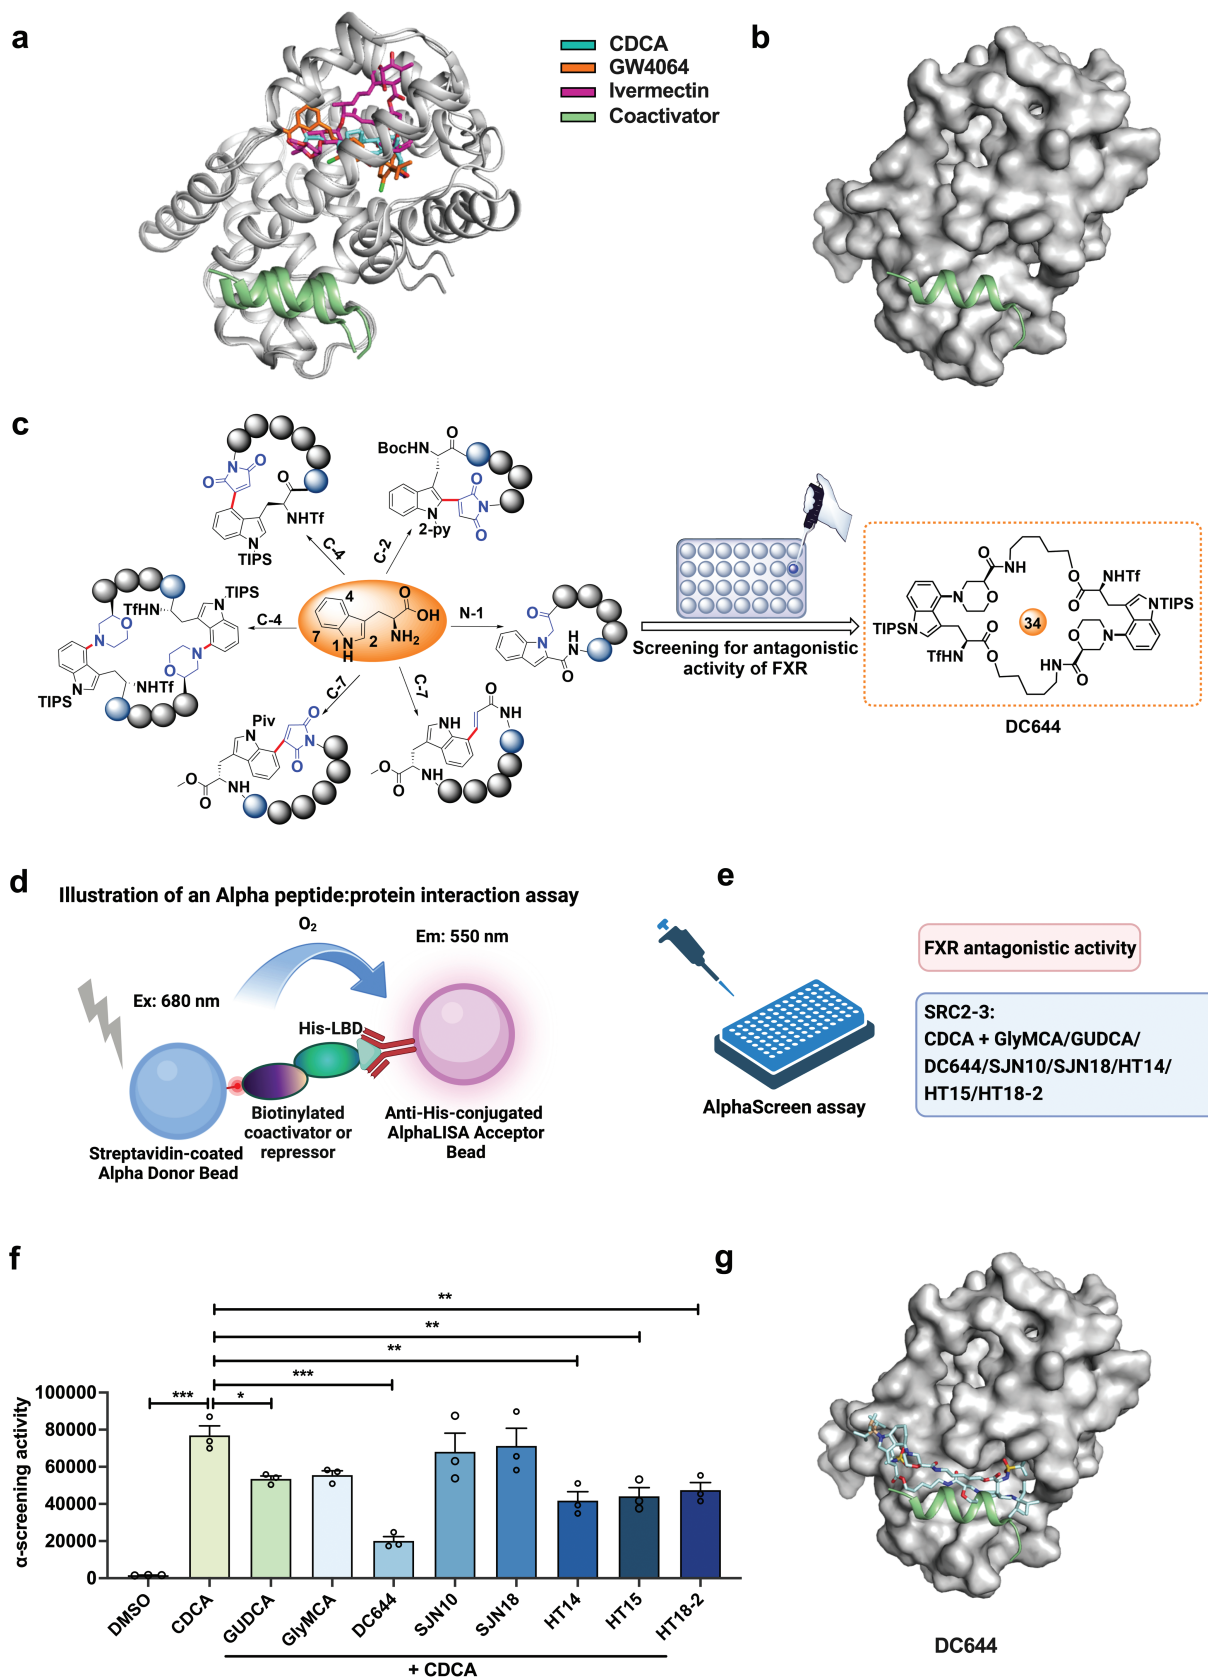 a
CDCA
GW4064
Ivermectin
Coactivator
b
c
O
N
O
O
NHTf
N
TIPS
C-4
BocHN
O
O
N
N
2-py
O
C-2
4
O
OH
NH₂
7
1N
H
2
C-4
N-1
C-7
C-7
TfHN
N-TIPS
O
N
N
O
N
TIPS
NHTf
O
N
N
O
H
N
Piv
N
O
N
O
O
O
NH
O
NH
NH
O
O
NH
Screening for antagonistic
activity of FXR
O
NH
O
O
NHTf
N
O
NTIPS
34
TIPSN
O
N
TfHN
O
O
HN
O
DC644
d
Illustration of an Alpha peptide:protein interaction assay
O₂
Em: 550 nm
Ex: 680 nm
His-LBD
Biotinylated
coactivator or
repressor
Anti-His-conjugated
AlphaLISA Acceptor
Bead
Streptavidin-coated
Alpha Donor Bead
e
FXR antagonistic activity
SRC2-3:
CDCA + GlyMCA/GUDCA/
DC644/SJN10/SJN18/HT14/
HT15/HT18-2
AlphaScreen assay
f
**
**
**
***
***
*
α-screening activity
100000
80000
60000
40000
20000
0
DMSO
CDCA
GUDCA
GlyMCA
DC644
SJN10
SJN18
HT14
HT15
HT18-2
+ CDCA
g
DC644